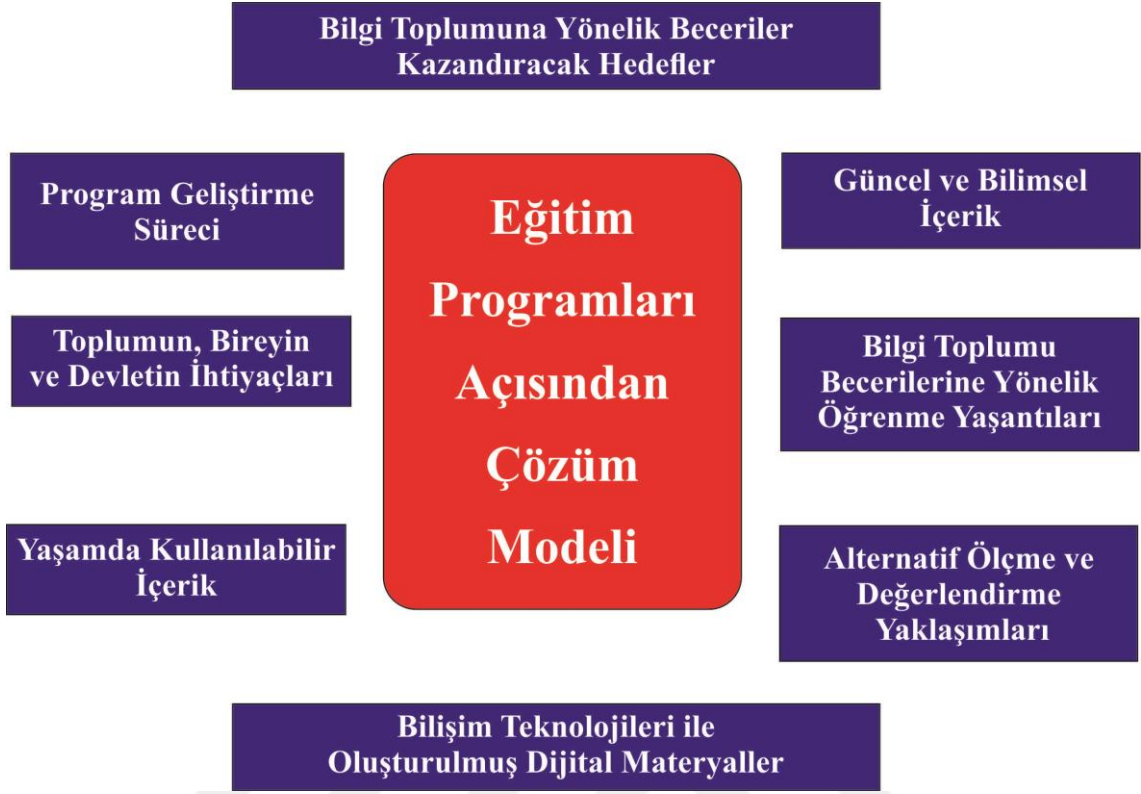 Bilgi Toplumuna Yönelik Beceriler
Kazandıracak Hedefler
Program Geliştirme
Süreci
Toplumun, Bireyin
ve Devletin İhtiyaçları
Yaşamda Kullanılabilir
İçerik
Eğitim
Programları
Açısından
Çözüm
Modeli
Güncel ve Bilimsel
İçerik
Bilgi Toplumu
Becerilerine Yönelik
Öğrenme Yaşantıları
Alternatif Ölçme ve
Değerlendirme
Yaklaşımları
Bilişim Teknolojileri ile
Oluşturulmuş Dijital Materyaller